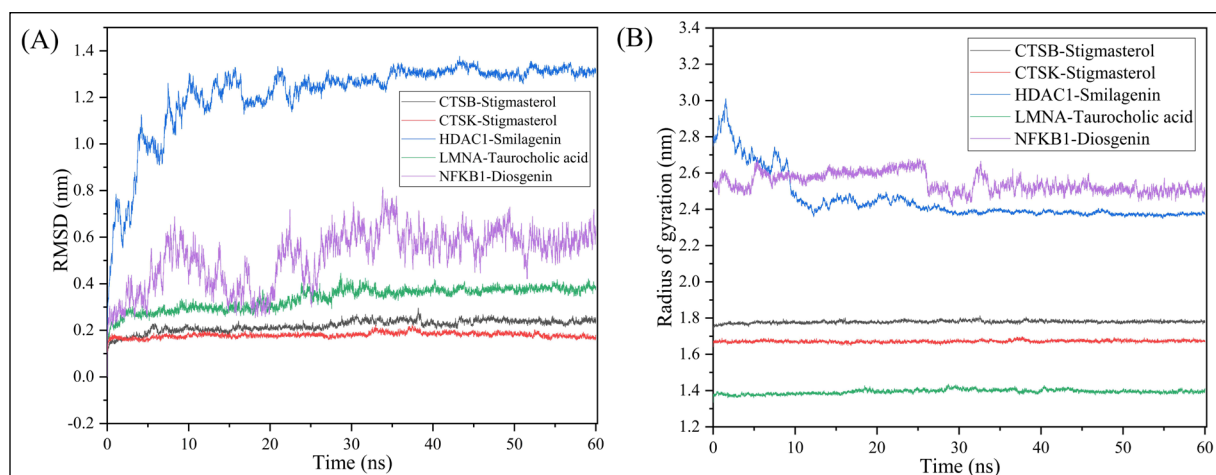 (A)
1.4
1.2
1.0
0.8
0.6
0.4
0.2
0.0
-0.2
RMSD (nm)
0
10
20
30
40
50
60
Time (ns)
CTSB-Stigmasterol
CTSK-Stigmasterol
HDAC1-Smilagenin
LMNA-Taurocholic acid
NFKB1-Diosgenin
(B)
3.4
3.2
3.0
2.8
2.6
2.4
2.2
2.0
1.8
1.6
1.4
1.2
Radius of gyration (nm)
0
10
20
30
40
50
60
Time (ns)
CTSB-Stigmasterol
CTSK-Stigmasterol
HDAC1-Smilagenin
LMNA-Taurocholic acid
NFKB1-Diosgenin